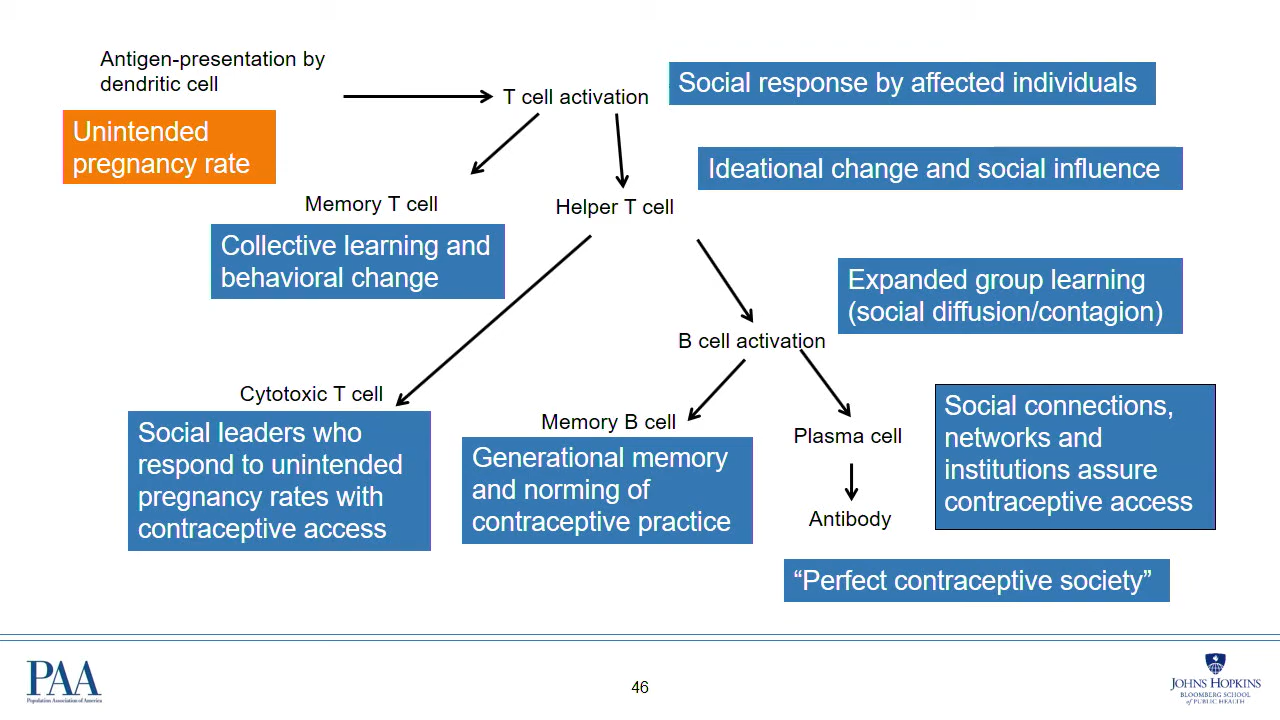 Antigen-presentation by
dendritic cell
T cell activation
Social response by affected individuals
Unintended
pregnancy rate
Ideational change and social influence
Memory T cell
Helper T cell
Collective learning and
behavioral change
Expanded group learning
(social diffusion/contagion)
B cell activation
Cytotoxic T cell
Social leaders who
respond to unintended
pregnancy rates with
contraceptive access
Memory B cell
Generational memory
and norming of
contraceptive practice
Plasma cell
Social connections,
networks and
institutions assure
contraceptive access
Antibody
“Perfect contraceptive society”
PAA
Population Association of America
46
JOHNS HOPKINS
BLOOMBERG SCHOOL
of PUBLIC HEALTH